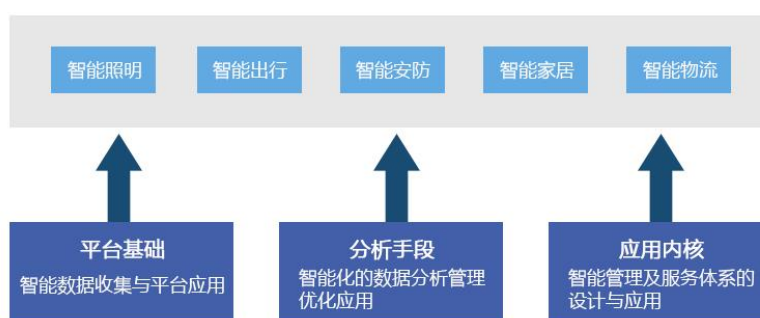 智能照明 智能出行 智能安防 智能家居 智能物流
平台基础
智能数据收集与平台应用
分析手段
智能化的数据分析管理
优化应用
应用内核
智能管理及服务体系的
设计与应用